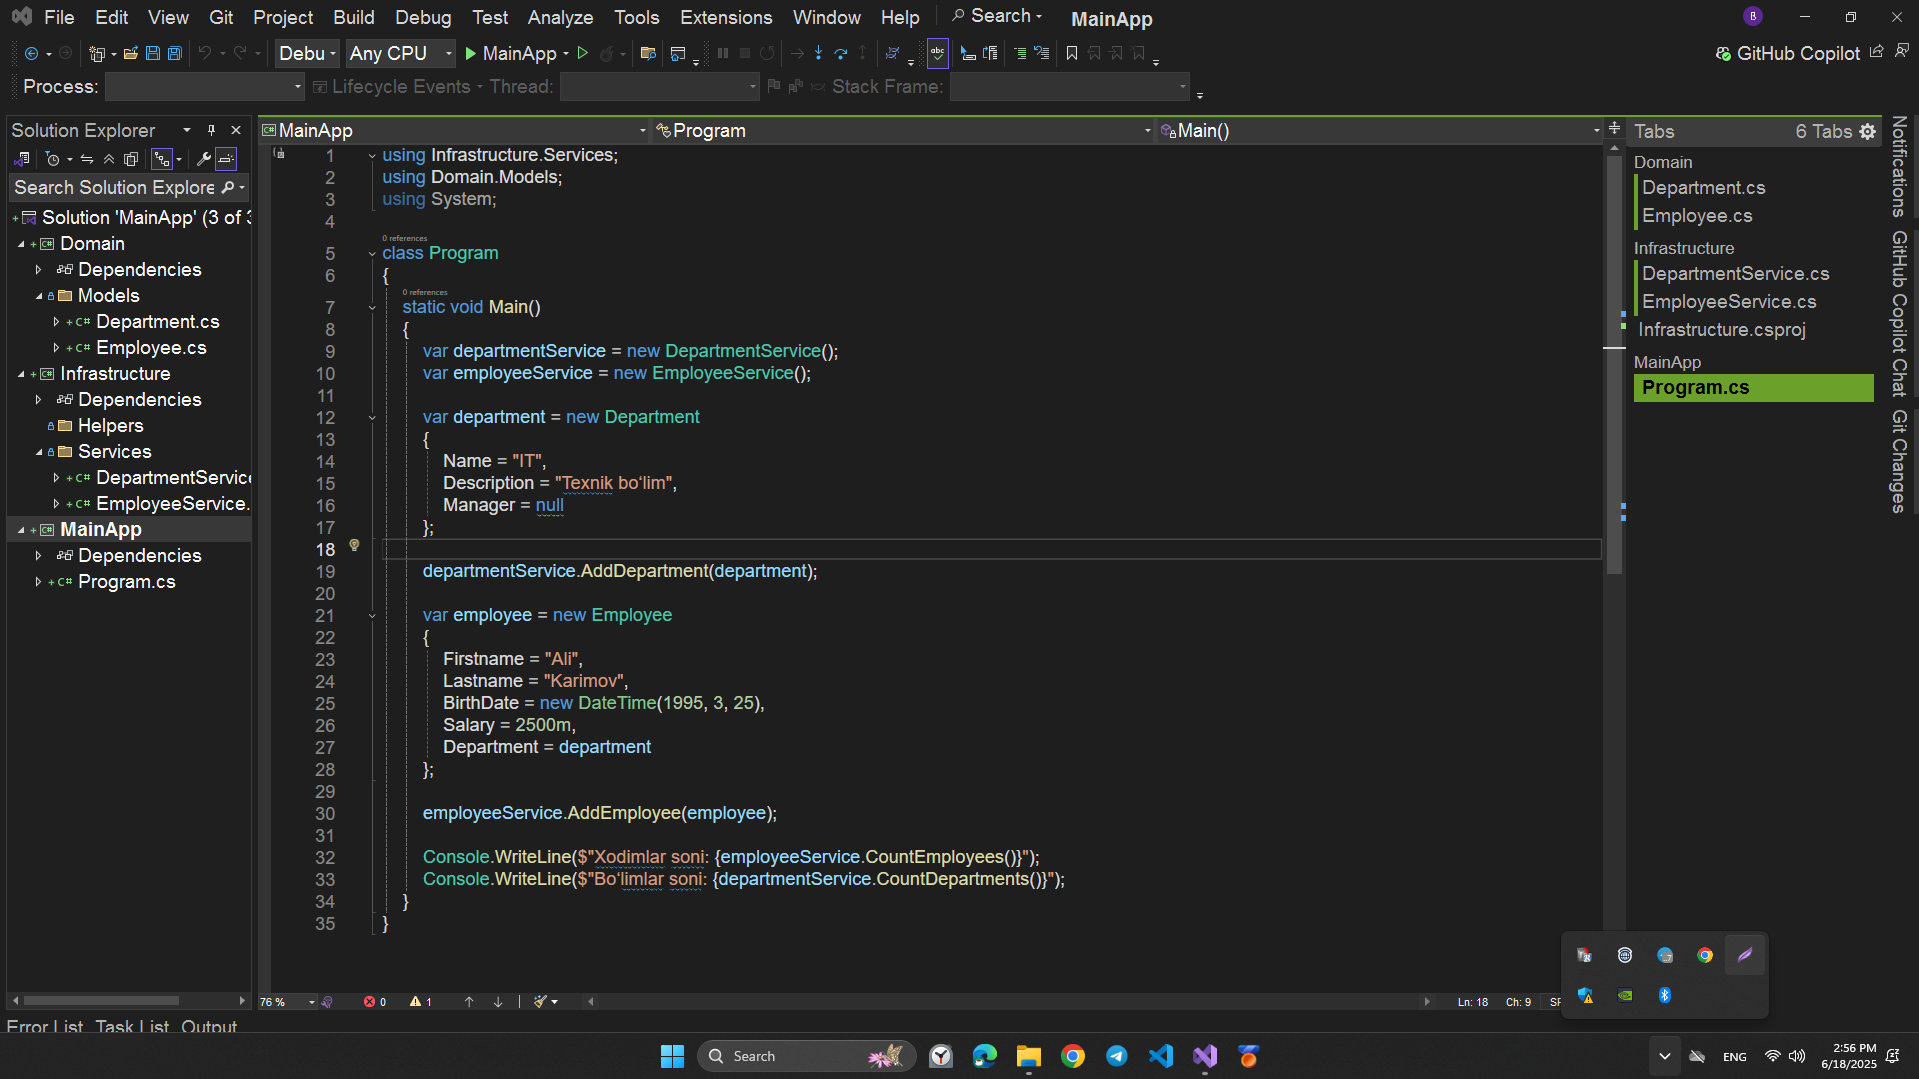 File Edit View Git Project Build Debug Test Analyze Tools Extensions Window Help Search MainApp
Debu Any CPU MainApp GitHub Copilot
Process: Lifecycle Events Thread: Stack Frame:
Solution Explorer
Search Solution Explore
Solution 'MainApp' (3 of 3
Domain
Dependencies
Models
Department.cs
Employee.cs
Infrastructure
Dependencies
Helpers
Services
DepartmentService
EmployeeService.
MainApp
Dependencies
Program.cs
MainApp Program Main()
1 using Infrastructure.Services;
2 using Domain.Models;
3 using System;
4
0 references
5 class Program
6 {
0 references
7 static void Main()
8 {
9 var departmentService = new DepartmentService();
10 var employeeService = new EmployeeService();
11
12 var department = new Department
13 {
14 Name = "IT",
15 Description = "Texnik bo‘lim",
16 Manager = null
17 };
18
19 departmentService.AddDepartment(department);
20
21 var employee = new Employee
22 {
23 Firstname = "Ali",
24 Lastname = "Karimov",
25 BirthDate = new DateTime(1995, 3, 25),
26 Salary = 2500m,
27 Department = department
28 };
29
30 employeeService.AddEmployee(employee);
31
32 Console.WriteLine($"Xodimlar soni: {employeeService.CountEmployees()}");
33 Console.WriteLine($"Bo‘limlar soni: {departmentService.CountDepartments()}");
34 }
35 }
76 % 0 1 Ln: 18 Ch: 9 SP
Tabs 6 Tabs
Domain
Department.cs
Employee.cs
Infrastructure
DepartmentService.cs
EmployeeService.cs
Infrastructure.csproj
MainApp
Program.cs
Notifications
GitHub Copilot Chat
Git Changes
Error List Task List Output
Search
ENG
2:56 PM
6/18/2025